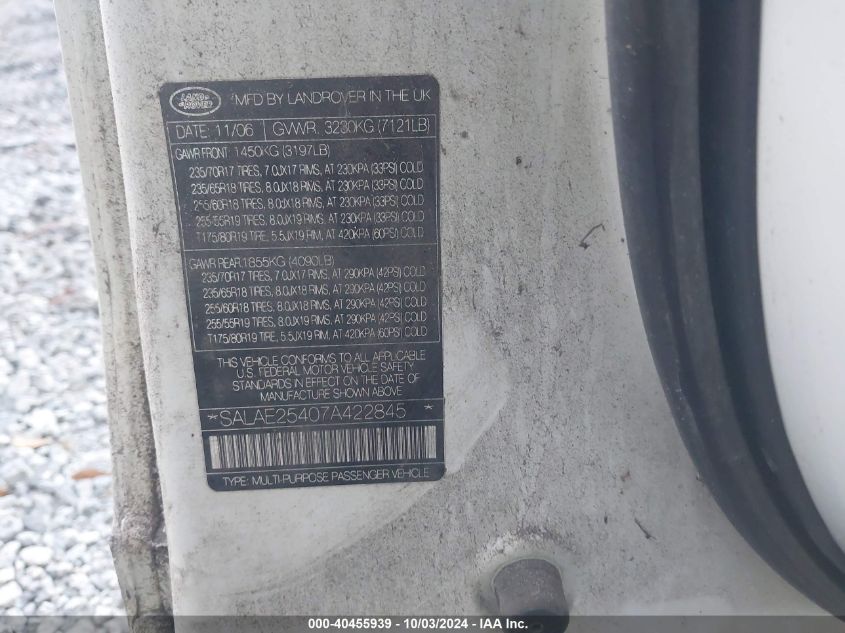 LAND ROVER
MFD BY LANDROVER IN THE UK
DATE: 11/06 GVWR: 3230KG (7121LB)
GAWR FRONT 1450KG (3197LB)
235/70R17 TIRES, 7.0JX17 RIMS, AT 230KPA (33PSI) COLD
235/65R18 TIRES, 8.0JX18 RIMS, AT 230KPA (33PSI) COLD
255/60R18 TIRES, 8.0JX18 RIMS, AT 230KPA (33PSI) COLD
255/55R19 TIRES, 8.0JX19 RIMS, AT 230KPA (33PSI) COLD
T175/80R19 TIRE, 5.5JX19 RIM, AT 420KPA (60PSI) COLD
GAWR REAR 1855KG (4090LB)
235/70R17 TIRES, 7.0JX17 RIMS, AT 290KPA (42PSI) COLD
235/65R18 TIRES, 8.0JX18 RIMS, AT 290KPA (42PSI) COLD
255/60R18 TIRES, 8.0JX18 RIMS, AT 290KPA (42PSI) COLD
255/55R19 TIRES, 8.0JX19 RIMS, AT 290KPA (42PSI) COLD
T175/80R19 TIRE, 5.5JX19 RIM, AT 420KPA (60PSI) COLD
THIS VEHICLE CONFORMS TO ALL APPLICABLE
U.S. FEDERAL MOTOR VEHICLE SAFETY
STANDARDS IN EFFECT ON THE DATE OF
MANUFACTURE SHOWN ABOVE
*SALAE25407A422845 *
TYPE: MULTI-PURPOSE PASSENGER VEHICLE
000-40455939 - 10/03/2024 - IAA Inc.